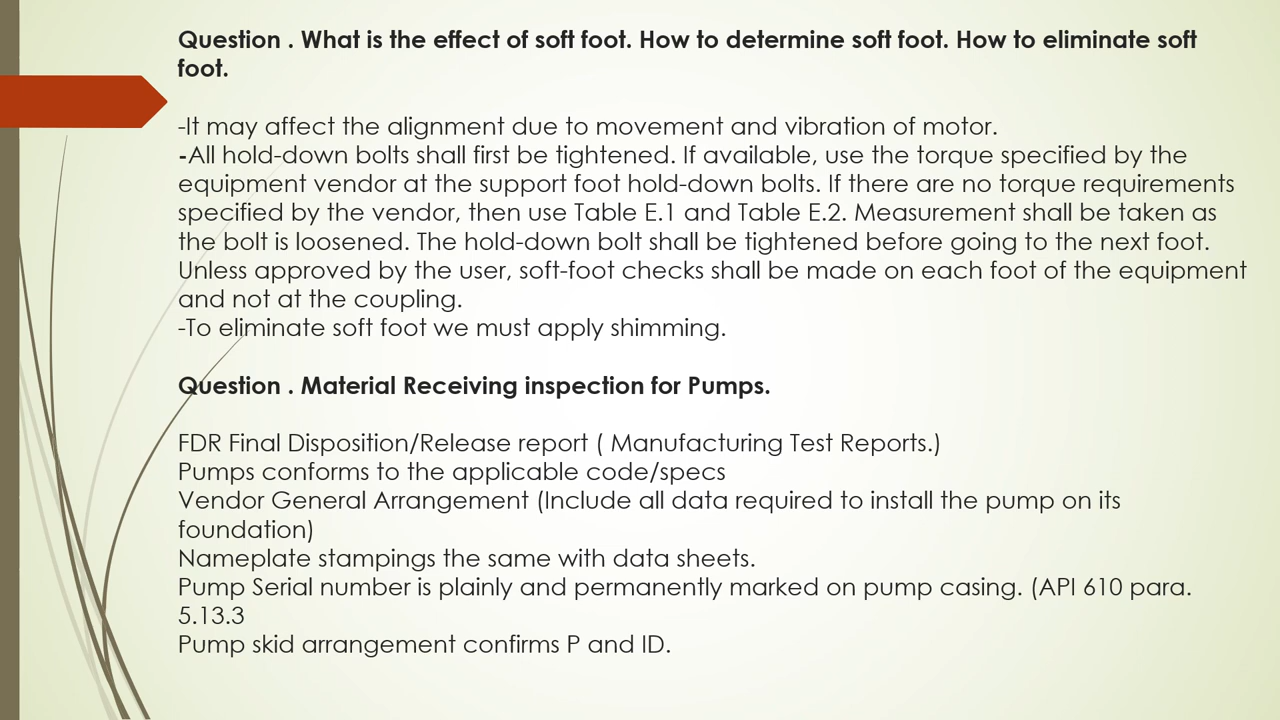 Question . What is the effect of soft foot. How to determine soft foot. How to eliminate soft
foot.
-It may affect the alignment due to movement and vibration of motor.
-All hold-down bolts shall first be tightened. If available, use the torque specified by the
equipment vendor at the support foot hold-down bolts. If there are no torque requirements
specified by the vendor, then use Table E.1 and Table E.2. Measurement shall be taken as
the bolt is loosened. The hold-down bolt shall be tightened before going to the next foot.
Unless approved by the user, soft-foot checks shall be made on each foot of the equipment
and not at the coupling.
-To eliminate soft foot we must apply shimming.
Question . Material Receiving inspection for Pumps.
FDR Final Disposition/Release report ( Manufacturing Test Reports.)
Pumps conforms to the applicable code/specs
Vendor General Arrangement (Include all data required to install the pump on its
foundation)
Nameplate stampings the same with data sheets.
Pump Serial number is plainly and permanently marked on pump casing. (API 610 para.
5.13.3
Pump skid arrangement confirms P and ID.